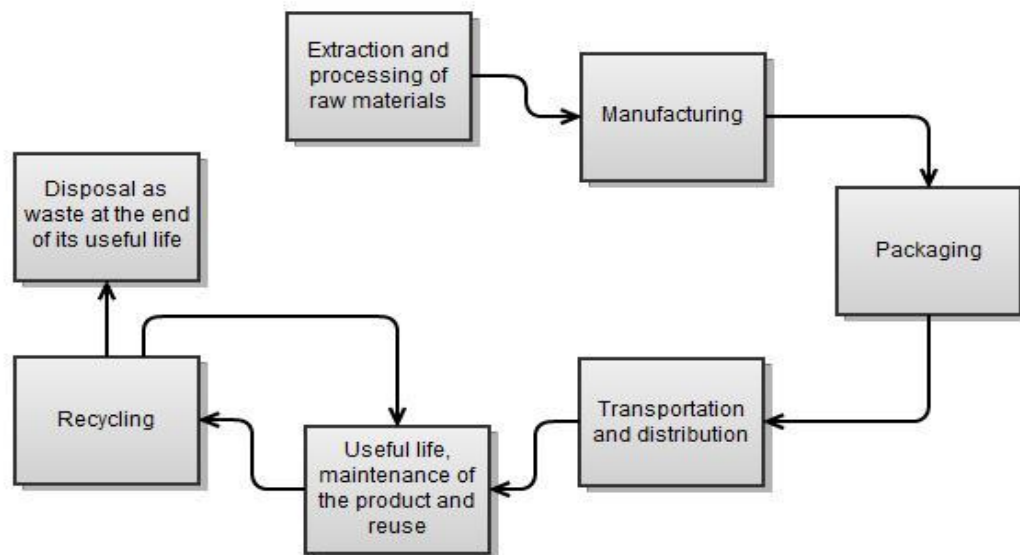 Extraction and
processing of
raw materials
Manufacturing
Packaging
Transportation
and distribution
Useful life,
maintenance of
the product and
reuse
Recycling
Disposal as
waste at the end
of its useful life